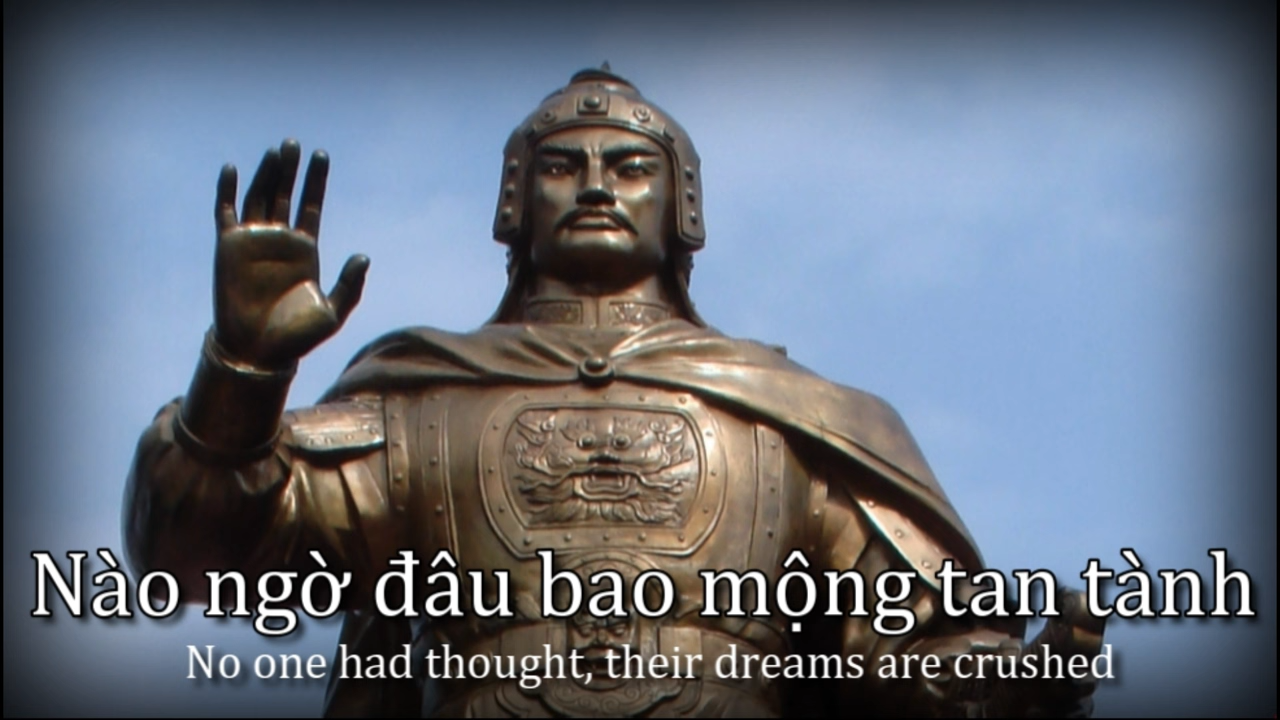 Nào ngờ đâu bao mộng tan tành
No one had thought, their dreams are crushed